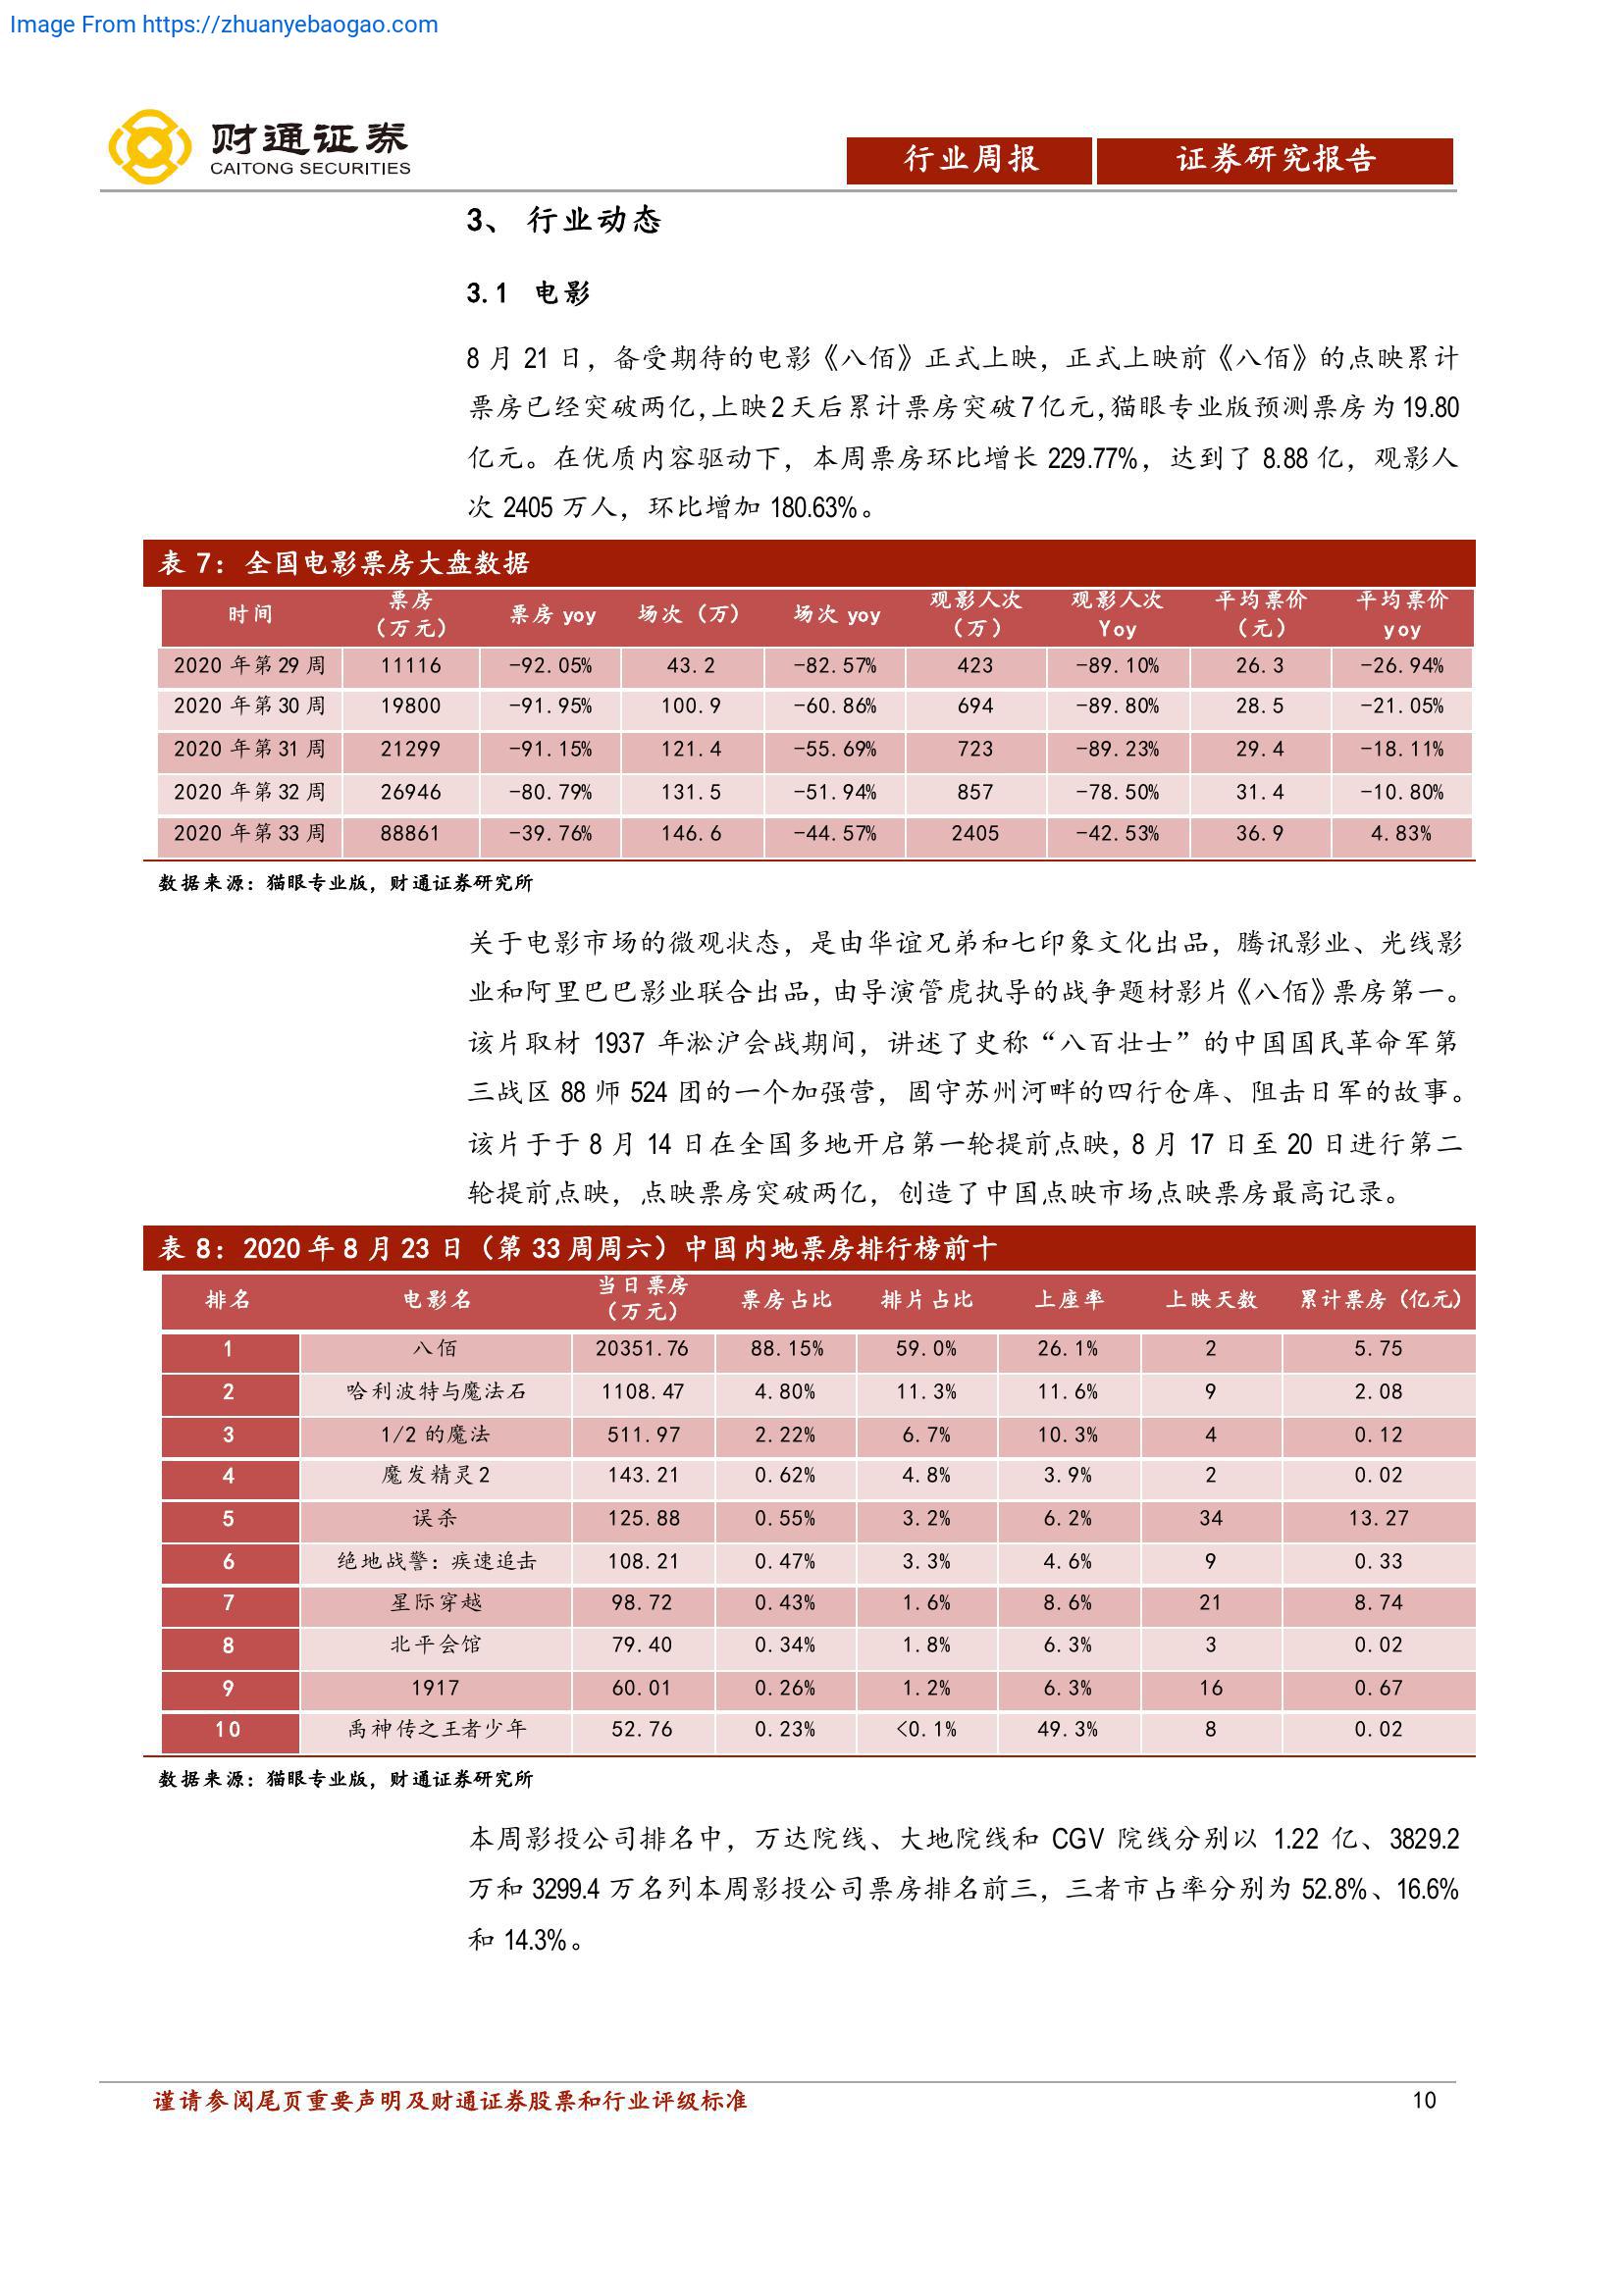 Image From https://zhuanyebaogao.com
财通证券
CAITONG SECURITIES
行业周报 证券研究报告
3、 行业动态
3.1 电影
8 月 21 日，备受期待的电影《八佰》正式上映，正式上映前《八佰》的点映累计
票房已经突破两亿，上映 2 天后累计票房突破 7 亿元，猫眼专业版预测票房为 19.80
亿元。在优质内容驱动下，本周票房环比增长 229.77%，达到了 8.88 亿，观影人
次 2405 万人，环比增加 180.63%。
表 7：全国电影票房大盘数据
时间 票房（万元） 票房 yoy 场次（万） 场次 yoy 观影人次（万） 观影人次 Yoy 平均票价（元） 平均票价 yoy
2020 年第 29 周 11116 -92.05% 43.2 -82.57% 423 -89.10% 26.3 -26.94%
2020 年第 30 周 19800 -91.95% 100.9 -60.86% 694 -89.80% 28.5 -21.05%
2020 年第 31 周 21299 -91.15% 121.4 -55.69% 723 -89.23% 29.4 -18.11%
2020 年第 32 周 26946 -80.79% 131.5 -51.94% 857 -78.50% 31.4 -10.80%
2020 年第 33 周 88861 -39.76% 146.6 -44.57% 2405 -42.53% 36.9 4.83%
数据来源：猫眼专业版，财通证券研究所
关于电影市场的微观状态，是由华谊兄弟和七印象文化出品，腾讯影业、光线影
业和阿里巴巴影业联合出品，由导演管虎执导的战争题材影片《八佰》票房第一。
该片取材 1937 年淞沪会战期间，讲述了史称“八百壮士”的中国国民革命军第
三战区 88 师 524 团的一个加强营，固守苏州河畔的四行仓库、阻击日军的故事。
该片于于 8 月 14 日在全国多地开启第一轮提前点映，8 月 17 日至 20 日进行第二
轮提前点映，点映票房突破两亿，创造了中国点映市场点映票房最高记录。
表 8：2020 年 8 月 23 日（第 33 周周六）中国内地票房排行榜前十
排名 电影名 当日票房（万元） 票房占比 排片占比 上座率 上映天数 累计票房（亿元）
1 八佰 20351.76 88.15% 59.0% 26.1% 2 5.75
2 哈利波特与魔法石 1108.47 4.80% 11.3% 11.6% 9 2.08
3 1/2 的魔法 511.97 2.22% 6.7% 10.3% 4 0.12
4 魔发精灵 2 143.21 0.62% 4.8% 3.9% 2 0.02
5 误杀 125.88 0.55% 3.2% 6.2% 34 13.27
6 绝地战警：疾速追击 108.21 0.47% 3.3% 4.6% 9 0.33
7 星际穿越 98.72 0.43% 1.6% 8.6% 21 8.74
8 北平会馆 79.40 0.34% 1.8% 6.3% 3 0.02
9 1917 60.01 0.26% 1.2% 6.3% 16 0.67
10 禹神传之王者少年 52.76 0.23% <0.1% 49.3% 8 0.02
数据来源：猫眼专业版，财通证券研究所
本周影投公司排名中，万达院线、大地院线和 CGV 院线分别以 1.22 亿、3829.2
万和 3299.4 万名列本周影投公司票房排名前三，三者市占率分别为 52.8%、16.6%
和 14.3%。
谨请参阅尾页重要声明及财通证券股票和行业评级标准 10